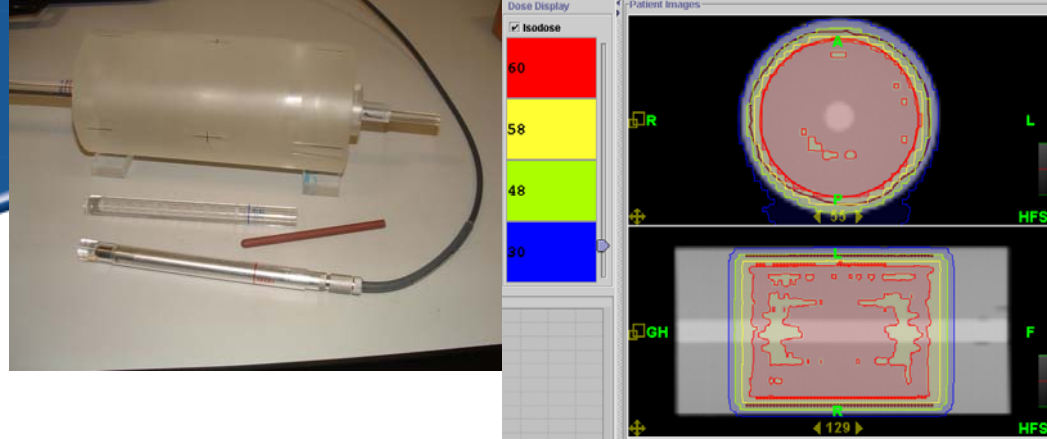 Dose Display
Isodose
60
58
48
30
Patient Images
A
R
L
P
55
HFS
L
GH
F
R
129
HFS